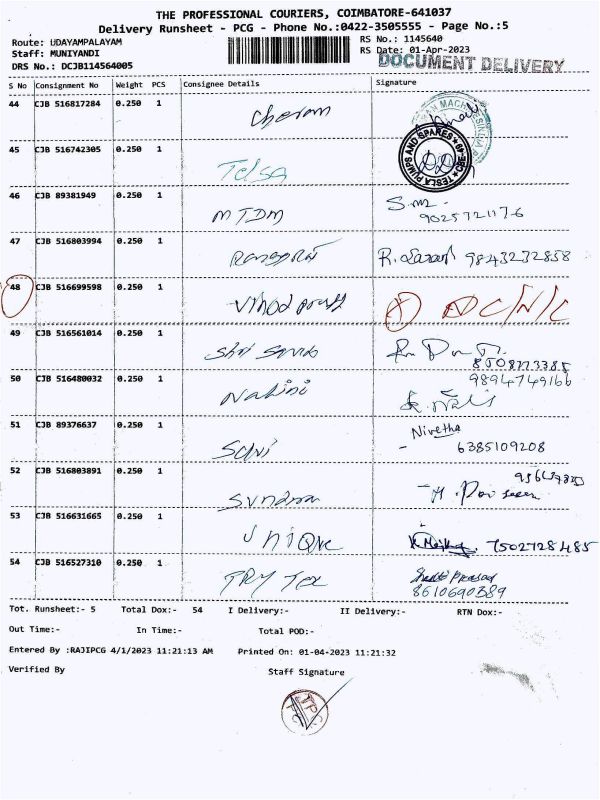 THE PROFESSIONAL COURIERS, COIMBATORE-641037
Delivery Runsheet - PCG - Phone No.:0422-3505555 - Page No.:5
Route: UDAYAMPALAYAM
RS No.: 1145640
Staff: MUNIYANDI
RS Date: 01-Apr-2023
DRS No.: DCJB114564005
DOCUMENT DELIVERY
S No Consignment No Weight PCS Consignee Details Signature
44 CJB 516817284 0.250 1 Cheram
45 CJB 516742305 0.250 1 Telsa
TESLA PUMPS AND SPARES
46 CJB 89381949 0.250 1 MTDM
9025721176
47 CJB 516803994 0.250 1 9843232858
48 CJB 516699598 0.250 1 DC/N/C
49 CJB 516561014 0.250 1
8508773385
50 CJB 516480032 0.250 1 Nalini 9894749166
51 CJB 89376637 0.250 1 Nivetha
6385109208
52 CJB 516803891 0.250 1
53 CJB 516631665 0.250 1 UNIQue 7502728485
54 CJB 516527310 0.250 1 TRY Tex
8610690389
Tot. Runsheet:- 5 Total Dox:- 54 I Delivery:- II Delivery:- RTN Dox:-
Out Time:- In Time:- Total POD:-
Entered By :RAJIPCG 4/1/2023 11:21:13 AM Printed On: 01-04-2023 11:21:32
Verified By Staff Signature
TPC